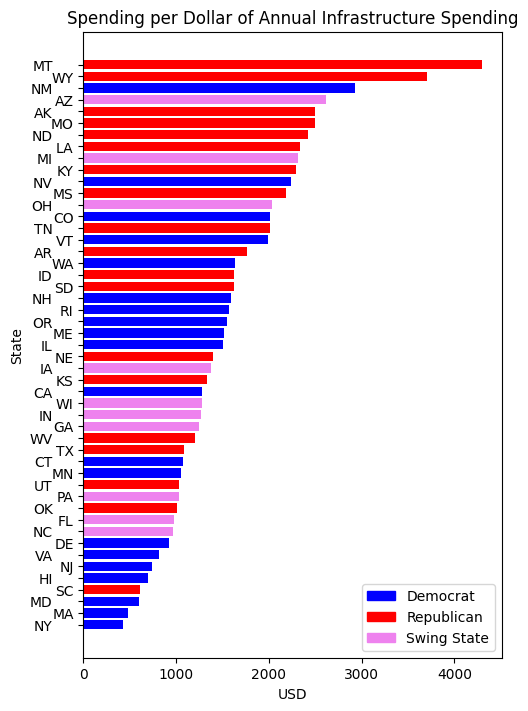 Spending per Dollar of Annual Infrastructure Spending
MT
WY
NM
AZ
AK
MO
ND
LA
MI
KY
NV
MS
OH
CO
TN
VT
AR
WA
ID
SD
NH
RI
OR
ME
IL
NE
IA
KS
CA
WI
IN
GA
WV
TX
CT
MN
UT
PA
OK
FL
NC
DE
VA
NJ
HI
SC
MD
MA
NY
State
Democrat
Republican
Swing State
0 1000 2000 3000 4000
USD